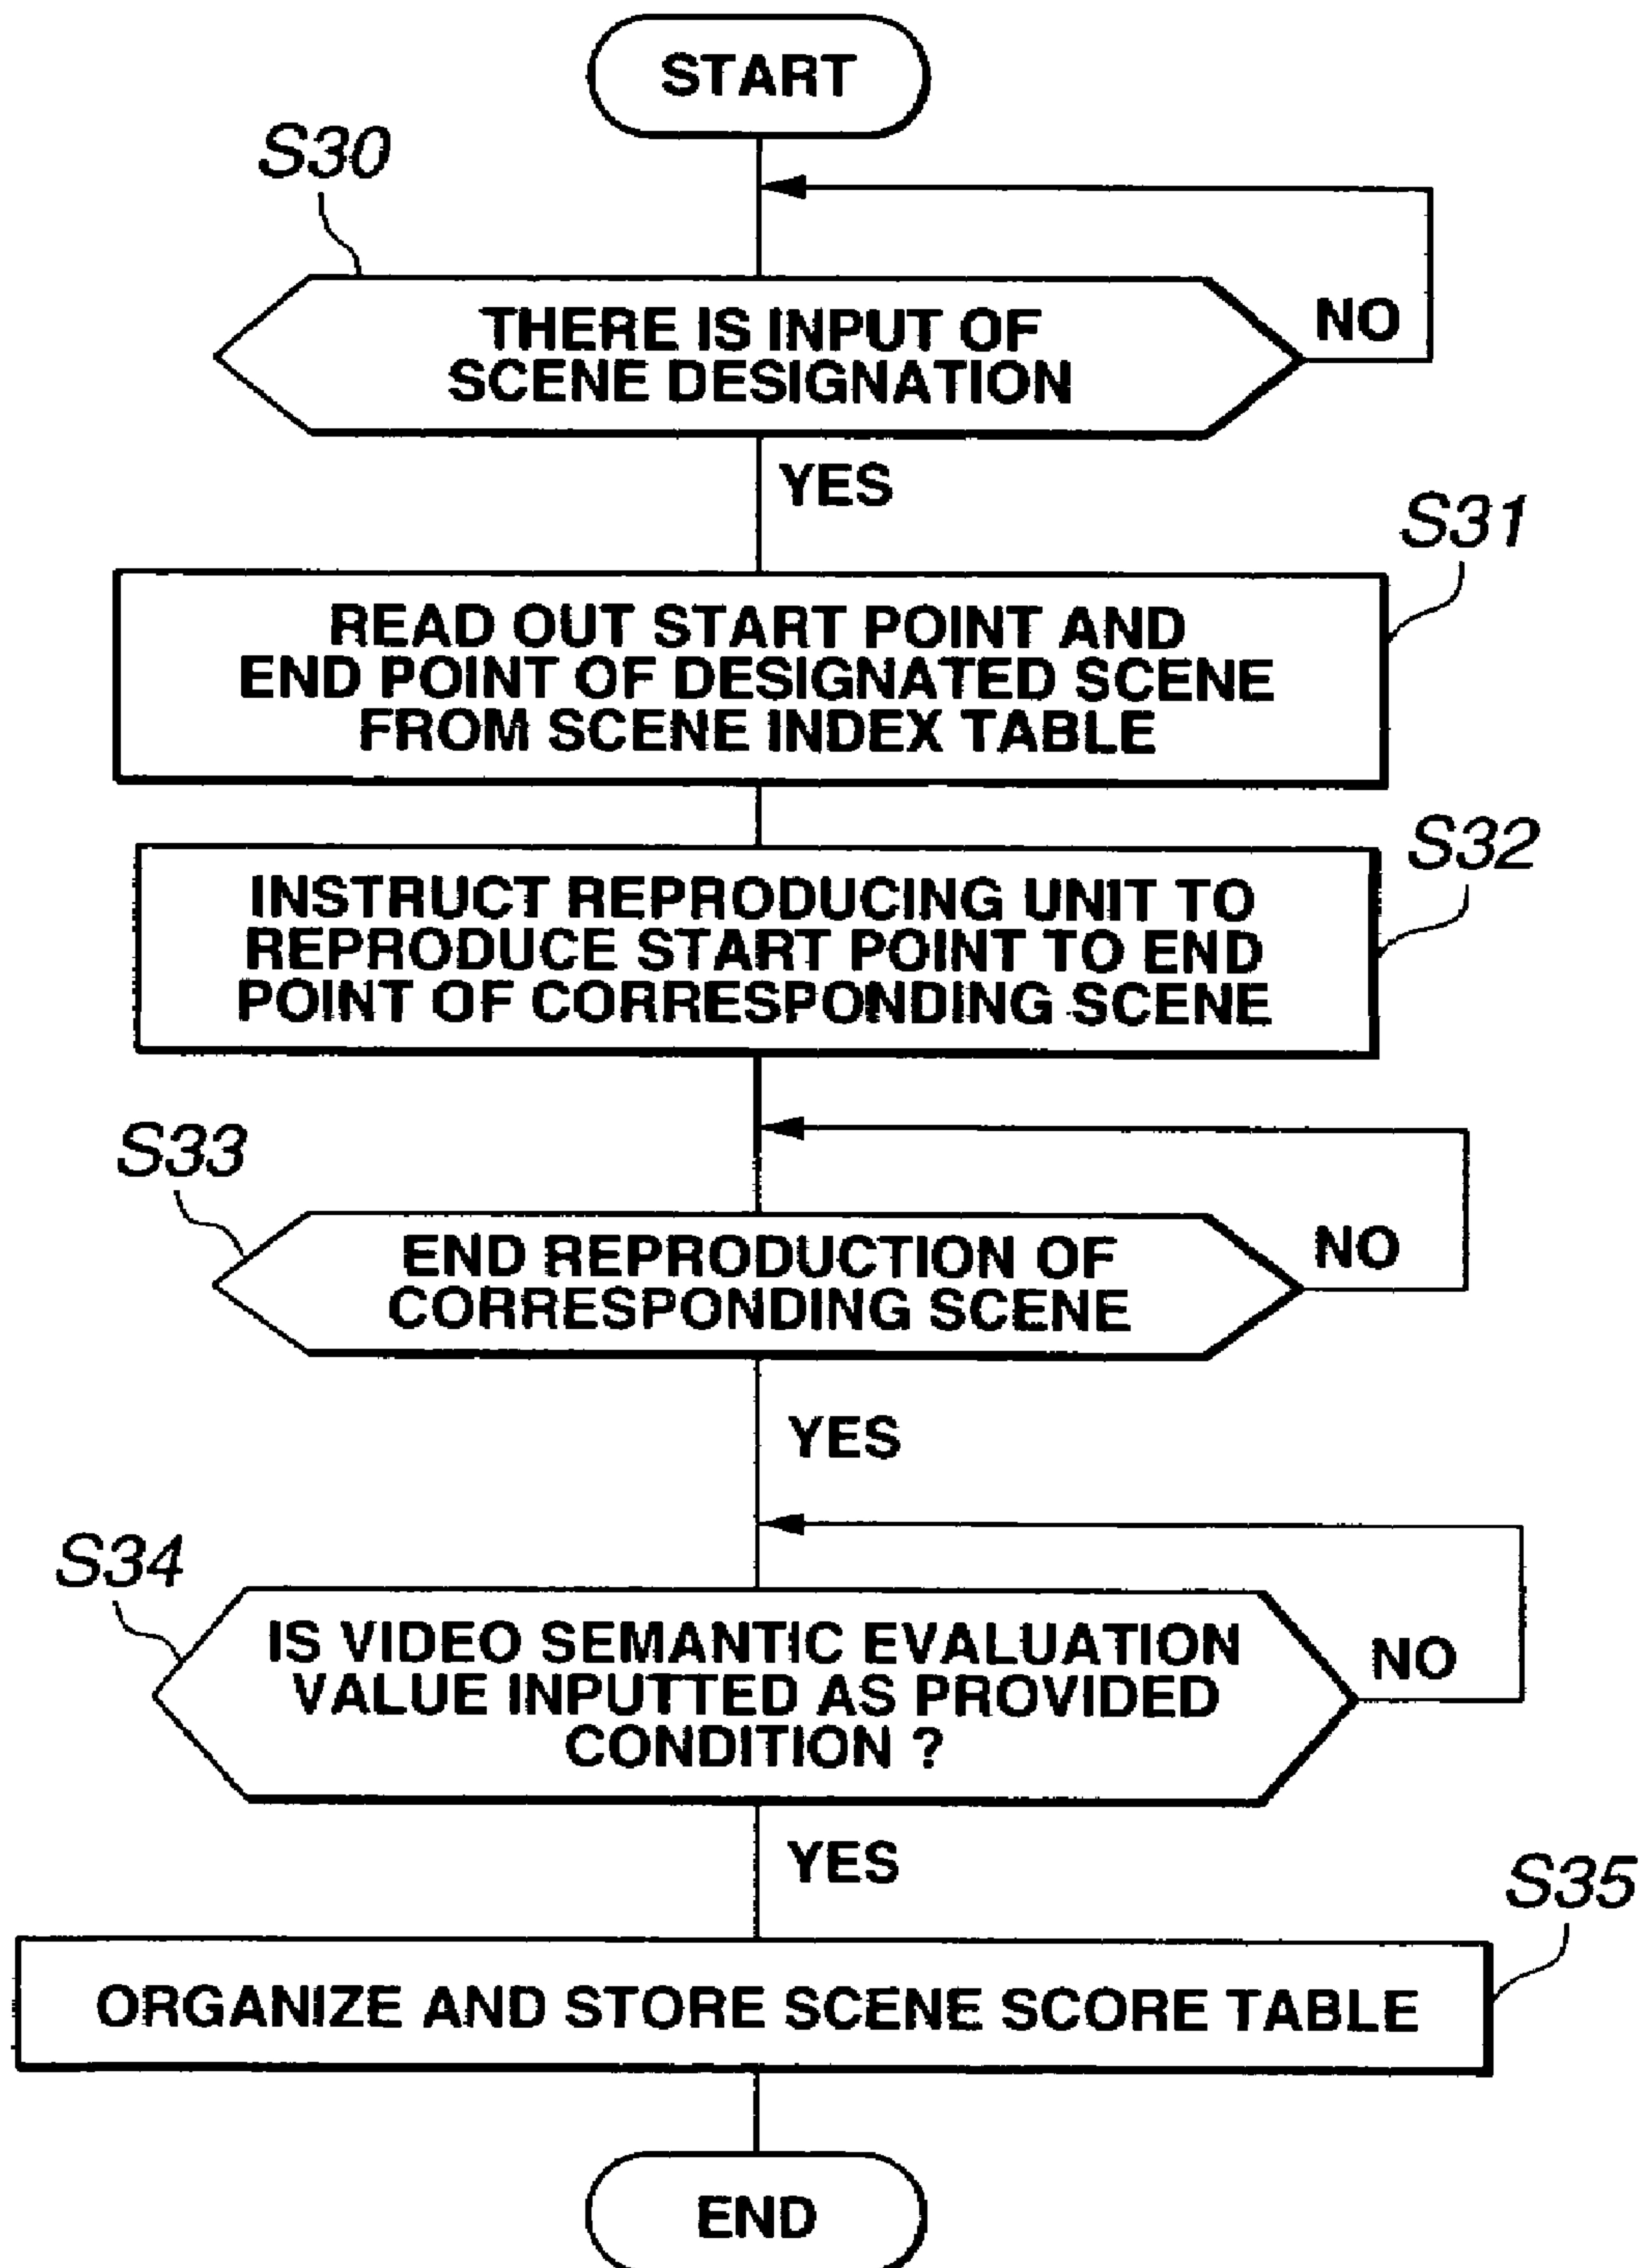 START
S30
THERE IS INPUT OF
SCENE DESIGNATION
NO
YES
S31
READ OUT START POINT AND
END POINT OF DESIGNATED SCENE
FROM SCENE INDEX TABLE
S32
INSTRUCT REPRODUCING UNIT TO
REPRODUCE START POINT TO END
POINT OF CORRESPONDING SCENE
S33
END REPRODUCTION OF
CORRESPONDING SCENE
NO
YES
S34
IS VIDEO SEMANTIC EVALUATION
VALUE INPUTTED AS PROVIDED
CONDITION ?
NO
YES
S35
ORGANIZE AND STORE SCENE SCORE TABLE
END